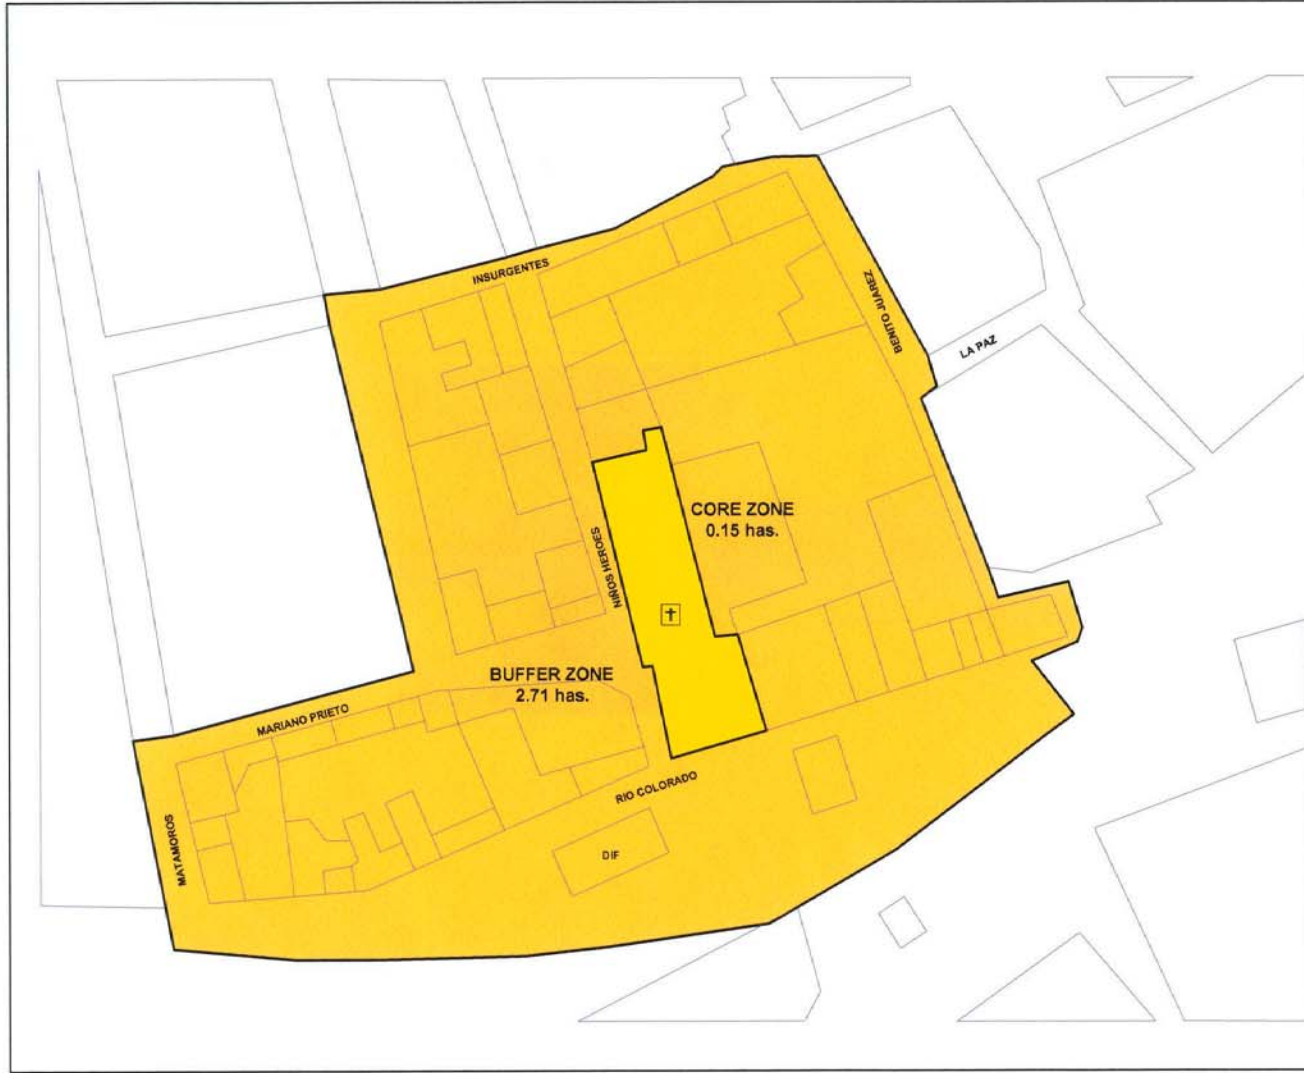 INSURGENTES
BENITO JUAREZ
LA PAZ
CORE ZONE
0.15 has.
NIÑOS HEROES
BUFFER ZONE
2.71 has.
MARIANO PRIETO
RIO COLORADO
MATAMOROS
DIF